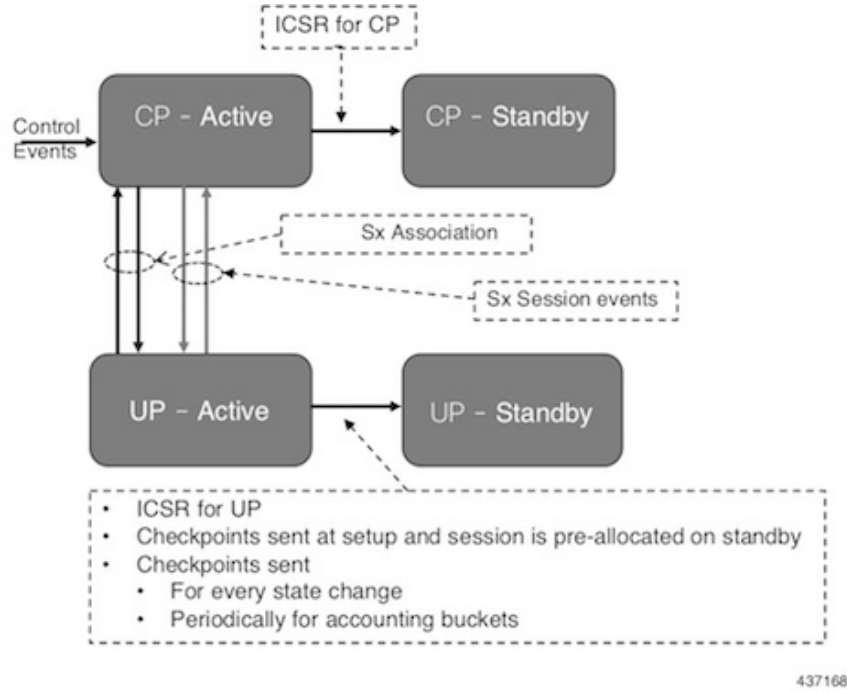 ICSR for CP
CP - Active
CP - Standby
Control
Events
Sx Association
Sx Session events
UP - Active
UP - Standby
• ICSR for UP
• Checkpoints sent at setup and session is pre-allocated on standby
• Checkpoints sent
• For every state change
• Periodically for accounting buckets
437168